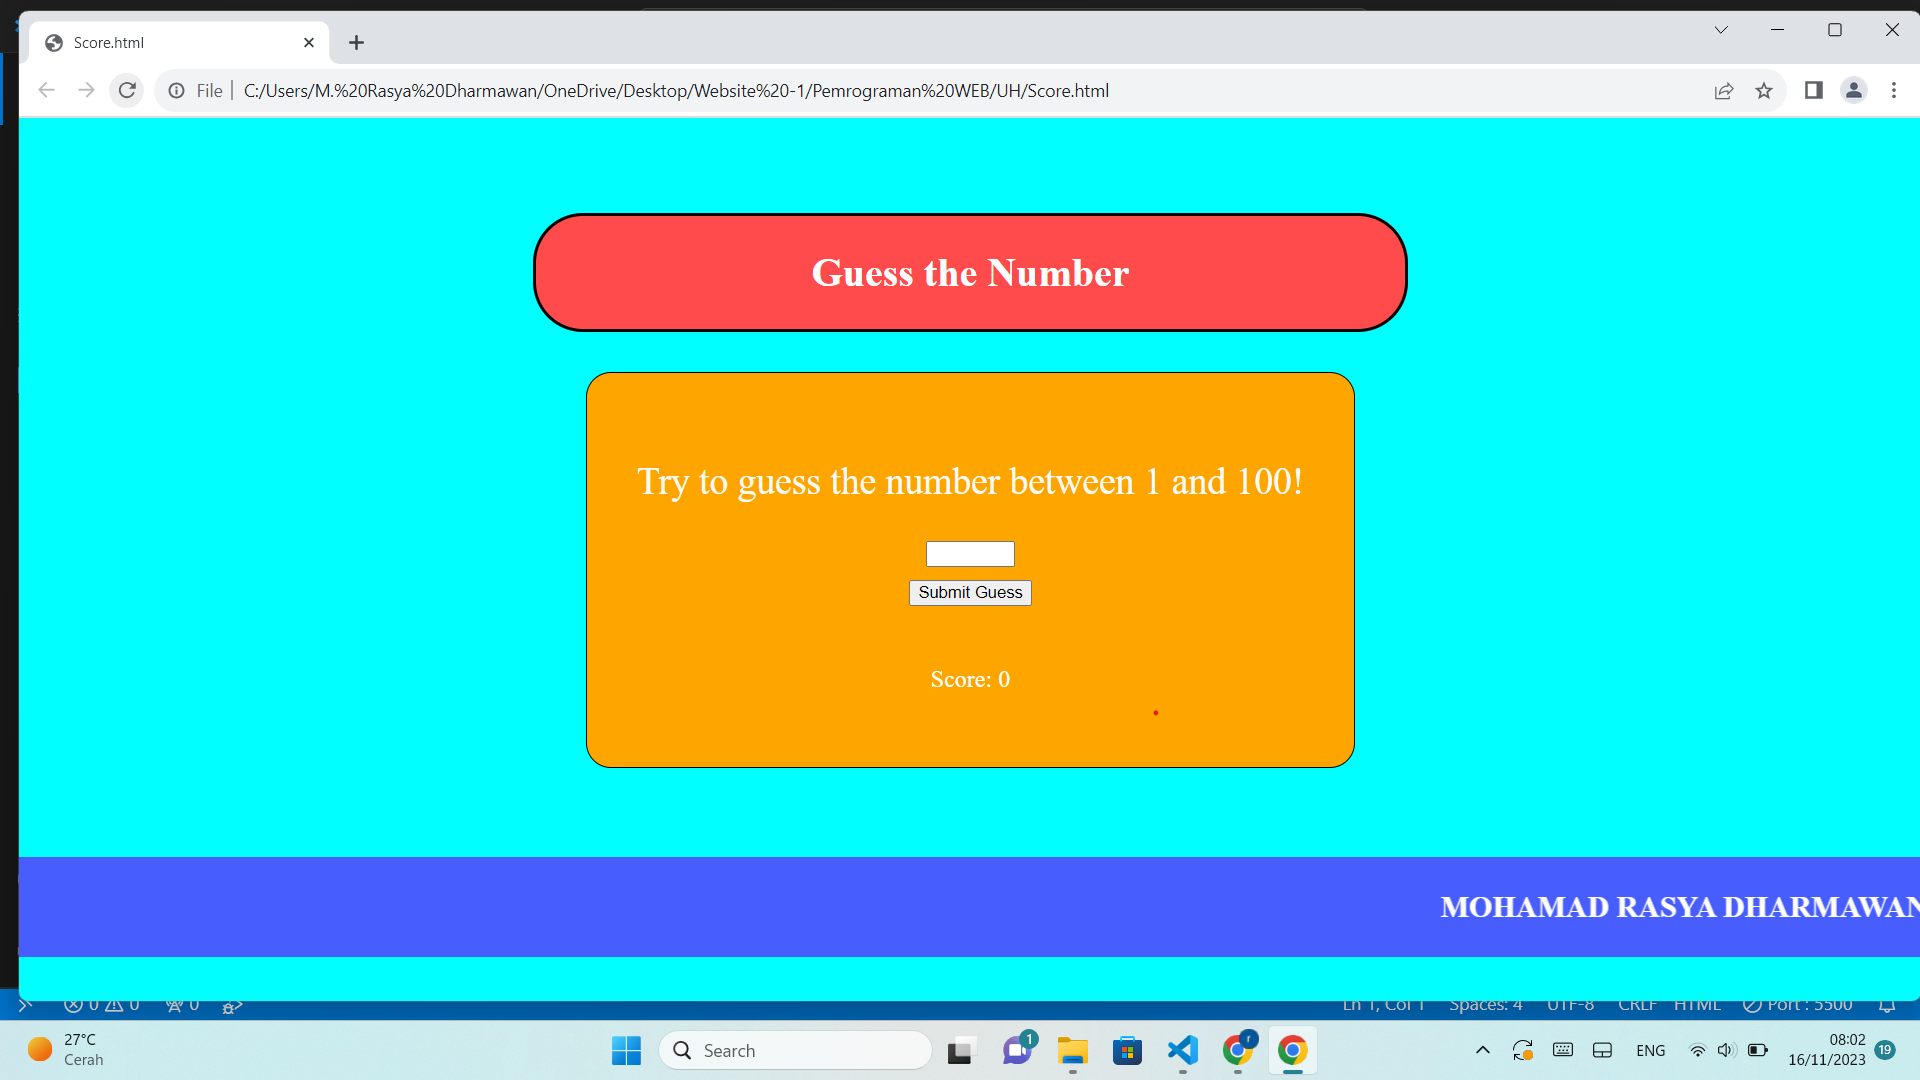 Score.html
File
C:/Users/M.%20Rasya%20Dharmawan/OneDrive/Desktop/Website%20-1/Pemrograman%20WEB/UH/Score.html
Guess the Number
Try to guess the number between 1 and 100!
Submit Guess
Score: 0
MOHAMAD RASYA DHARMAWAN
0 0 0 Ln 1, Col 1 Spaces: 4 UTF-8 CRLF HTML Port : 5500
27°C
Cerah
Search
1
r
ENG
08:02
16/11/2023
19